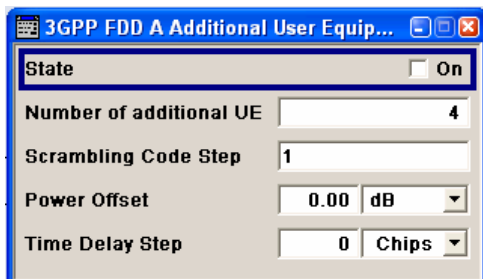 3GPP FDD A Additional User Equip...
State On
Number of additional UE 4
Scrambling Code Step 1
Power Offset 0.00 dB
Time Delay Step 0 Chips